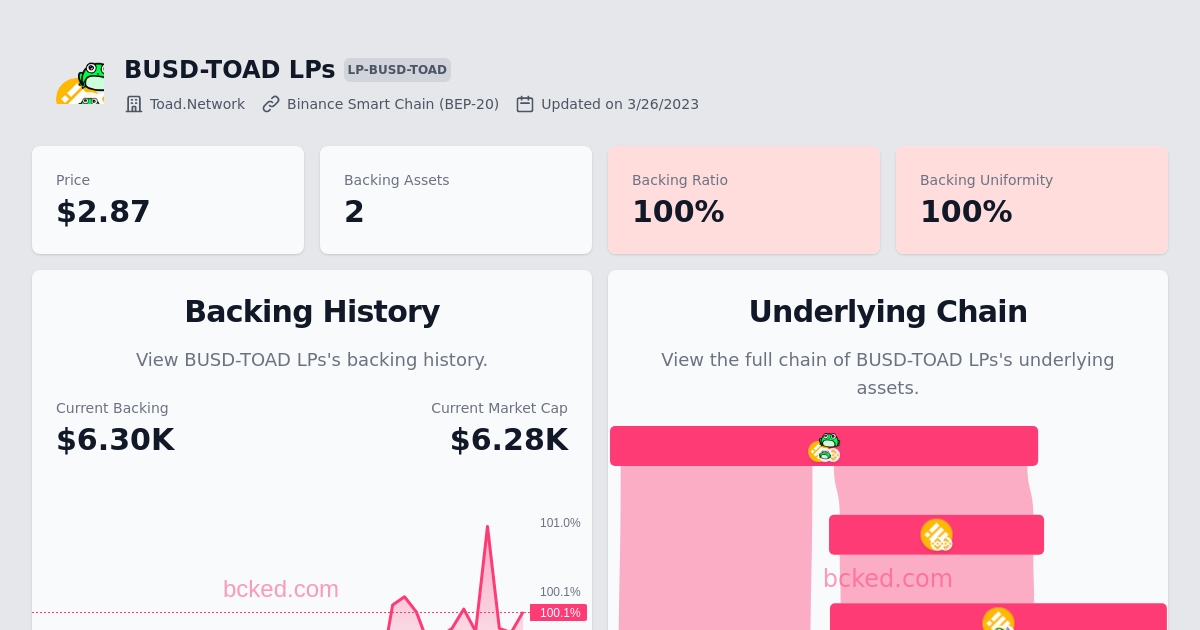 BUSD-TOAD LPs LP-BUSD-TOAD
Toad.Network Binance Smart Chain (BEP-20) Updated on 3/26/2023
Price
$2.87
Backing Assets
2
Backing Ratio
100%
Backing Uniformity
100%
Backing History
View BUSD-TOAD LPs's backing history.
Current Backing
$6.30K
Current Market Cap
$6.28K
101.0%
100.1%
100.1%
bcked.com
Underlying Chain
View the full chain of BUSD-TOAD LPs's underlying
assets.
bcked.com